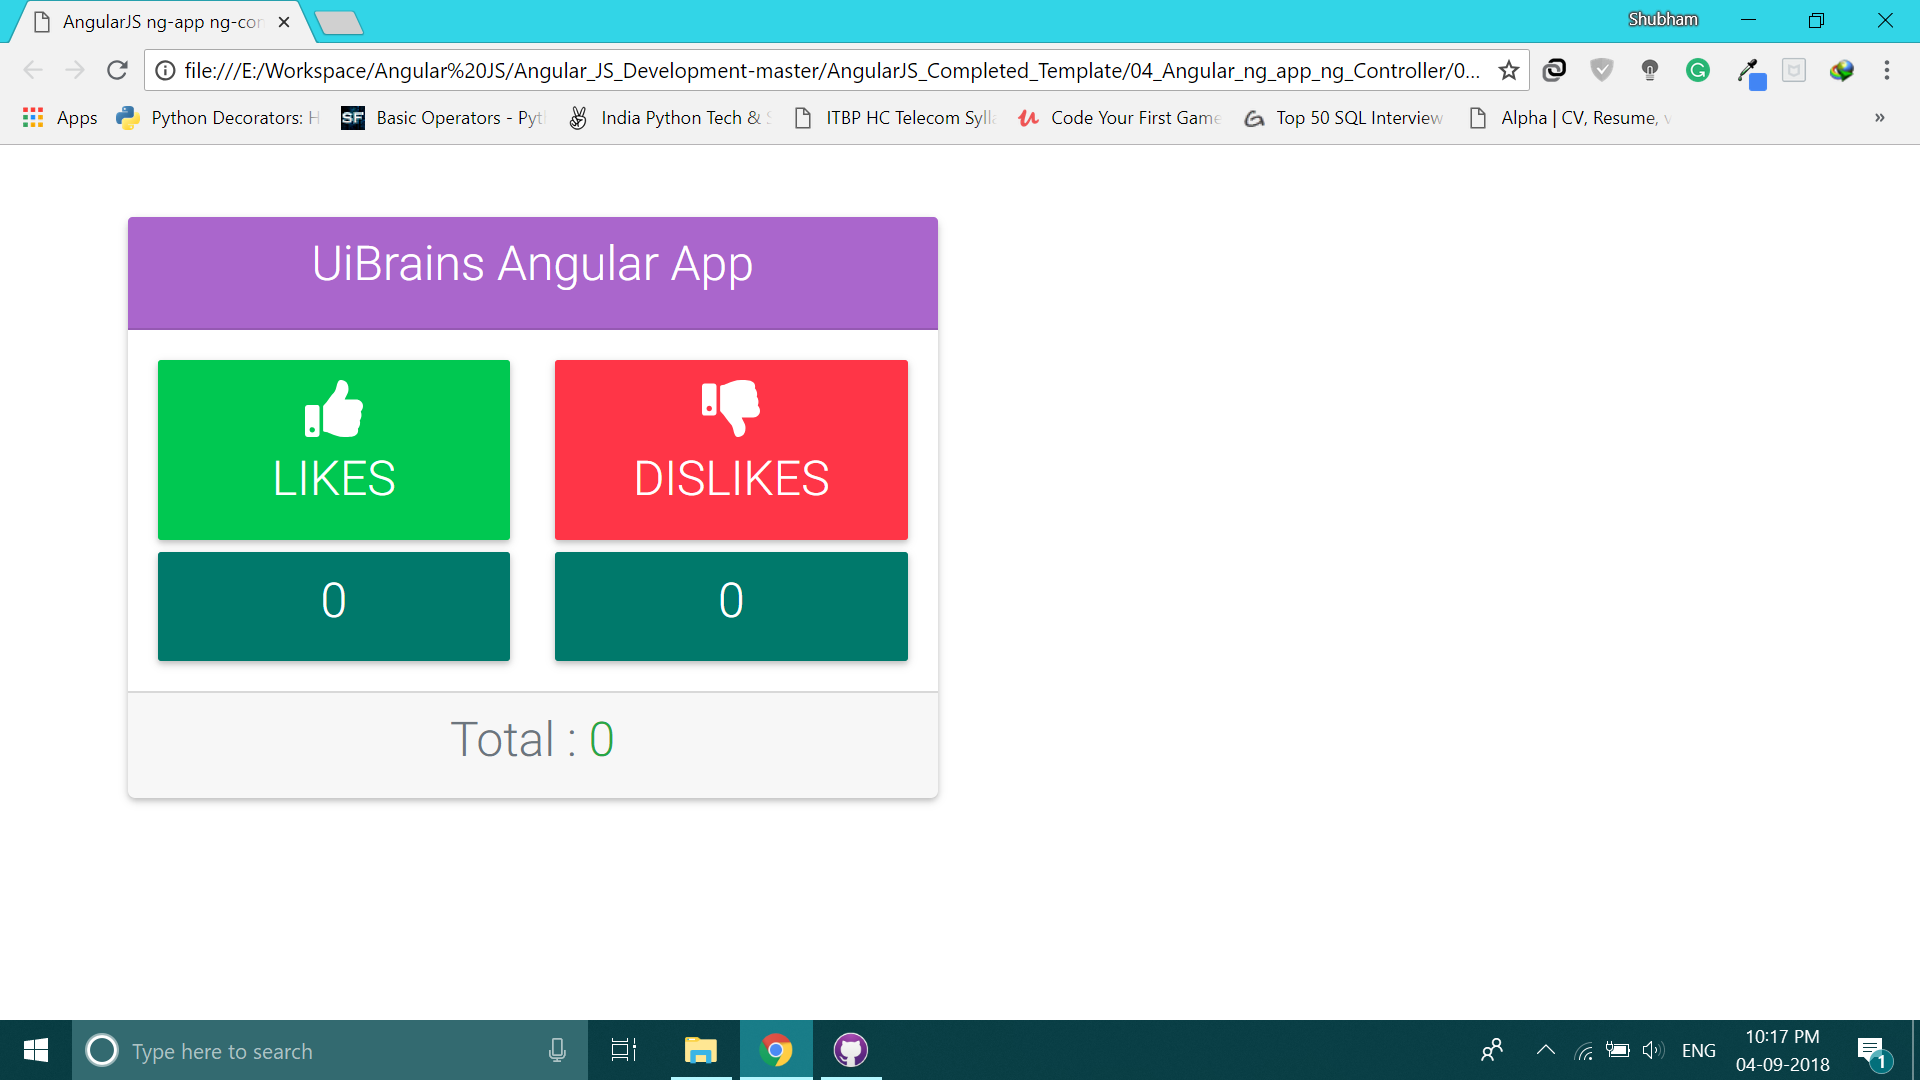 AngularJS ng-app ng-con
Shubham
file:///E:/Workspace/Angular%20JS/Angular_JS_Development-master/AngularJS_Completed_Template/04_Angular_ng_app_ng_Controller/0...
Apps
Python Decorators: H
SF
Basic Operators - Pyt
India Python Tech & S
ITBP HC Telecom Sylla
Code Your First Game
Top 50 SQL Interview
Alpha | CV, Resume, v
»
UiBrains Angular App
LIKES
DISLIKES
0
0
Total : 0
Type here to search
ENG
10:17 PM
04-09-2018
1